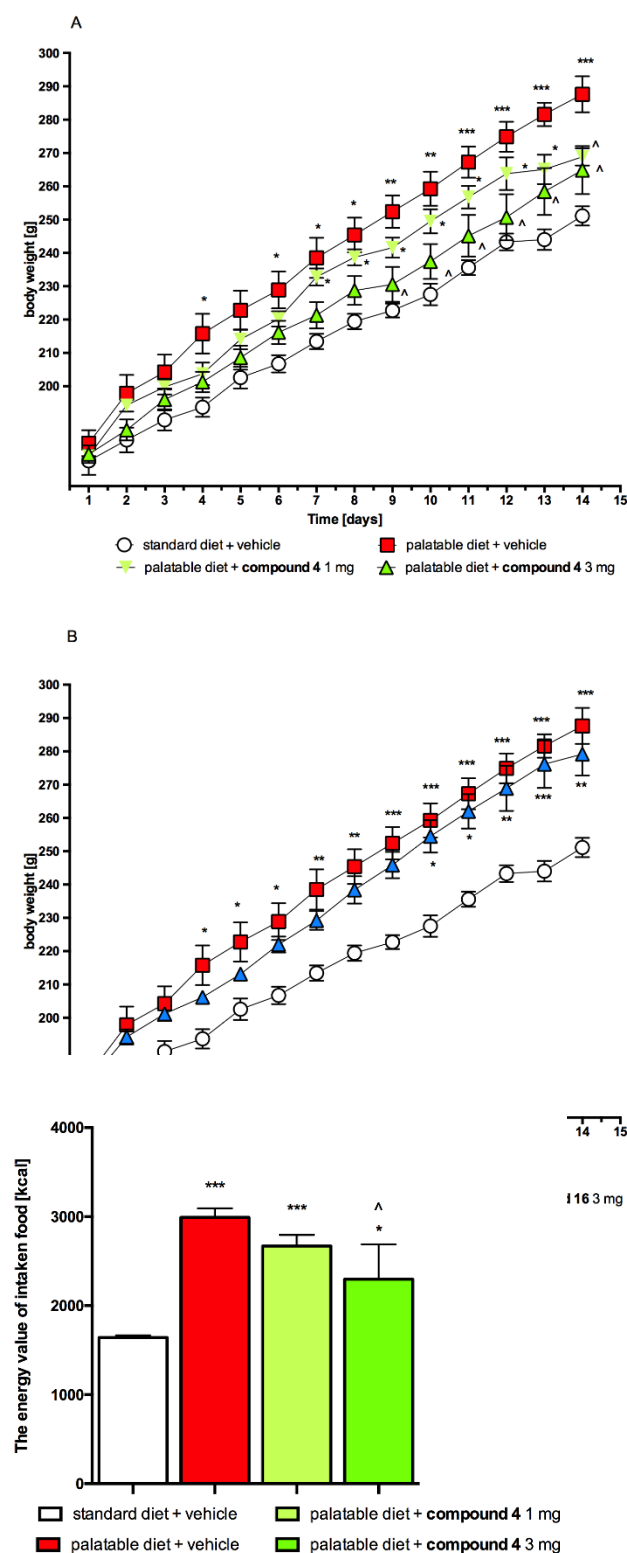 A
300
290
280
270
260
250
240
230
220
210
200
body weight [g]
* * * * * ** ** *** *** *** ***
* * * * * * *
^ ^ ^ ^ ^ ^ ^
1 2 3 4 5 6 7 8 9 10 11 12 13 14 15
Time [days]
standard diet + vehicle palatable diet + vehicle
palatable diet + compound 4 1 mg palatable diet + compound 4 3 mg
B
300
290
280
270
260
250
240
230
220
210
200
body weight [g]
* * * ** ** *** *** *** *** *** ***
* * ** *** **
14 15
d 16 3 mg
4000
3000
2000
1000
0
The energy value of intaken food [kcal]
*** *** ^
*
standard diet + vehicle palatable diet + compound 4 1 mg
palatable diet + vehicle palatable diet + compound 4 3 mg